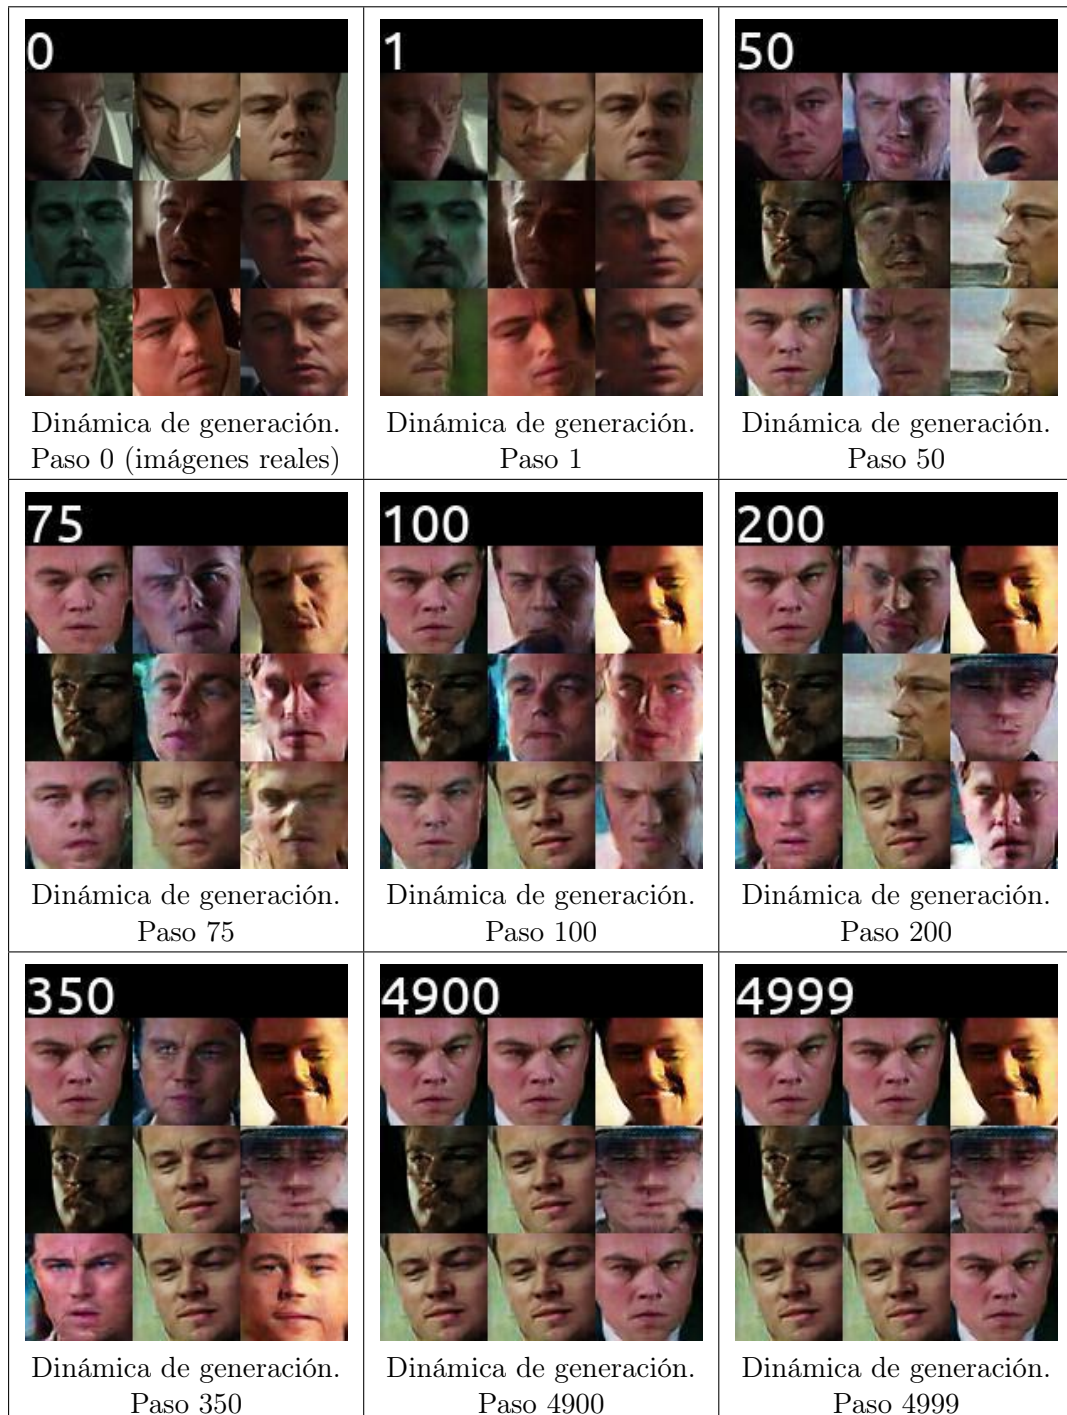 0
1
50
Dinámica de generación.
Paso 0 (imágenes reales)
Dinámica de generación.
Paso 1
Dinámica de generación.
Paso 50
75
100
200
Dinámica de generación.
Paso 75
Dinámica de generación.
Paso 100
Dinámica de generación.
Paso 200
350
4900
4999
Dinámica de generación.
Paso 350
Dinámica de generación.
Paso 4900
Dinámica de generación.
Paso 4999